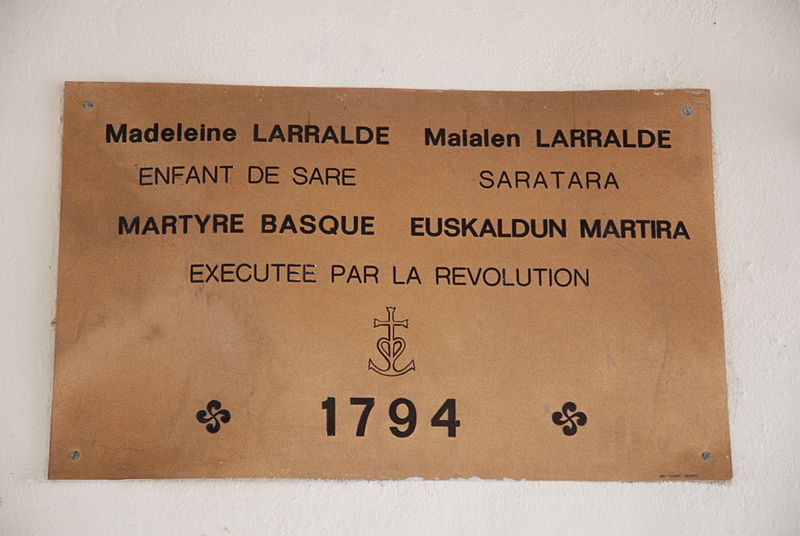 Madeleine LARRALDE Maialen LARRALDE
ENFANT DE SARE SARATARA
MARTYRE BASQUE EUSKALDUN MARTIRA
EXECUTEE PAR LA REVOLUTION
1794